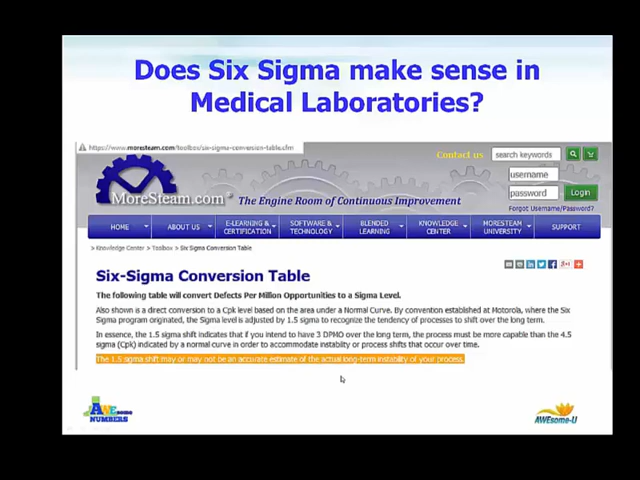 Does Six Sigma make sense in
Medical Laboratories?
https://www.moresteam.com/toolbox/six-sigma-conversion-table.cfm
Contact us
search keywords
username
MoreSteam.com®
The Engine Room of Continuous Improvement
password
Login
Forgot Username/Password?
HOME
ABOUT US
E-LEARNING &
CERTIFICATION
SOFTWARE &
TECHNOLOGY
BLENDED
LEARNING
KNOWLEDGE
CENTER
MORESTEAM
UNIVERSITY
SUPPORT
> Knowledge Center > Toolbox > Six Sigma Conversion Table
Six-Sigma Conversion Table
The following table will convert Defects Per Million Opportunities to a Sigma Level.
Also shown is a direct conversion to a Cpk level based on the area under a Normal Curve. By convention established at Motorola, where the Six
Sigma program originated, the Sigma level is adjusted by 1.5 sigma to recognize the tendency of processes to shift over the long term.
In essence, the 1.5 sigma shift indicates that if you intend to have 3 DPMO over the long term, the process must be more capable than the 4.5
sigma (Cpk) indicated by a normal curve in order to accommodate instability or process shifts that occur over time.
The 1.5 sigma shift may or may not be an accurate estimate of the actual long-term instability of your process.
AWEsome
NUMBERS
AWEsome-U